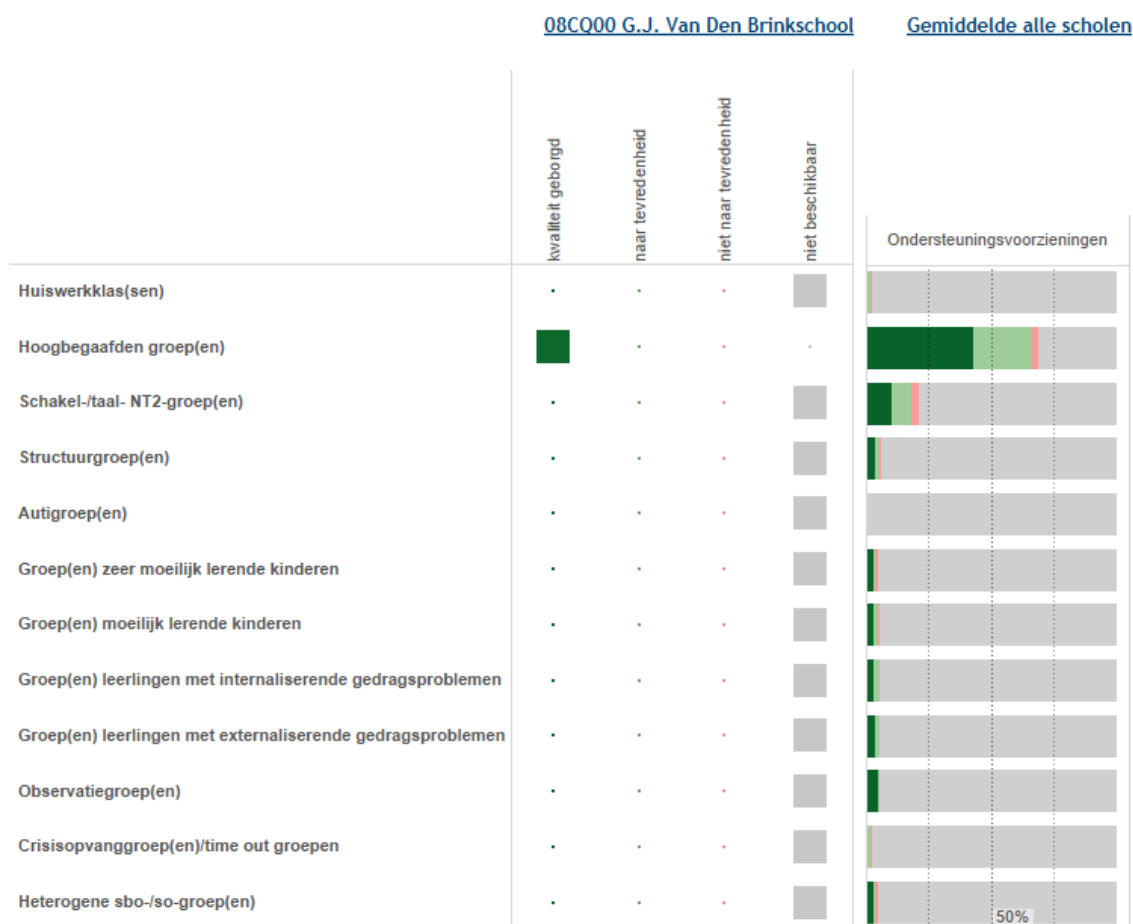 08CQ00 G.J. Van Den Brinkschool
Gemiddelde alle scholen
kwaliteit geborgd
naar tevredenheid
niet naar tevredenheid
niet beschikbaar
Ondersteuningsvoorzieningen
Huiswerkklas(sen)
Hoogbegaafden groep(en)
Schakel-/taal- NT2-groep(en)
Structuurgroep(en)
Autigroep(en)
Groep(en) zeer moeilijk lerende kinderen
Groep(en) moeilijk lerende kinderen
Groep(en) leerlingen met internaliserende gedragsproblemen
Groep(en) leerlingen met externaliserende gedragsproblemen
Observatiegroep(en)
Crisisopvanggroep(en)/time out groepen
Heterogene sbo-/so-groep(en)
50%